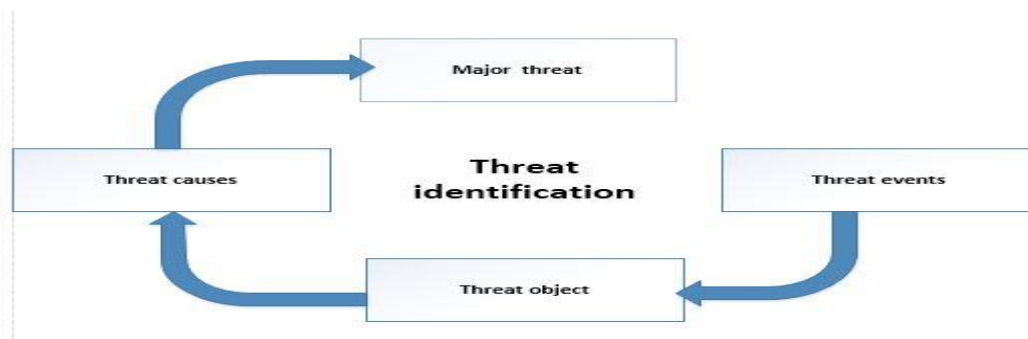 Major threat
Threat
identification
Threat causes
Threat events
Threat object